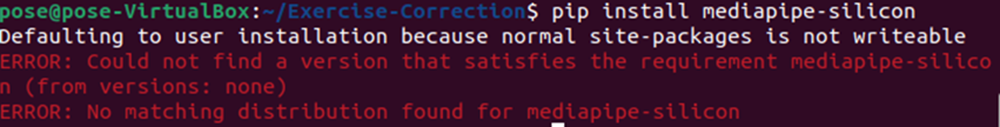 pose@pose-VirtualBox:~/Exercise-Correction$ pip install mediapipe-silicon
Defaulting to user installation because normal site-packages is not writeable
ERROR: Could not find a version that satisfies the requirement mediapipe-silico
n (from versions: none)
ERROR: No matching distribution found for mediapipe-silicon